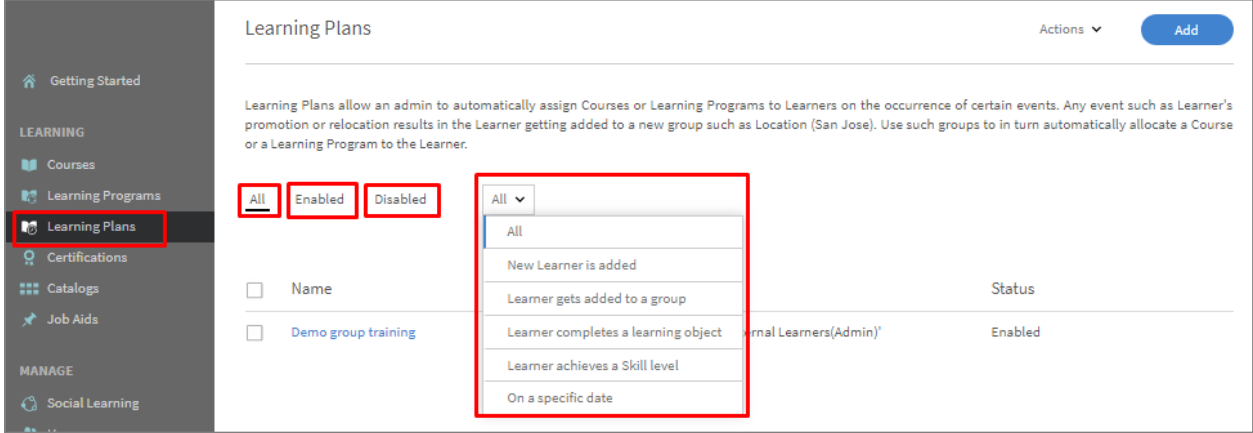 Learning Plans
Actions
Add
Getting Started
LEARNING
Courses
Learning Programs
Learning Plans
Certifications
Catalogs
Job Aids
MANAGE
Social Learning
Learning Plans allow an admin to automatically assign Courses or Learning Programs to Learners on the occurrence of certain events. Any event such as Learner's
promotion or relocation results in the Learner getting added to a new group such as Location (San Jose). Use such groups to in turn automatically allocate a Course
or a Learning Program to the Learner.
All
Enabled
Disabled
All
All
New Learner is added
Learner gets added to a group
Learner completes a learning object
Learner achieves a Skill level
On a specific date
Name
Status
Demo group training
Learners(Admin)'
Enabled